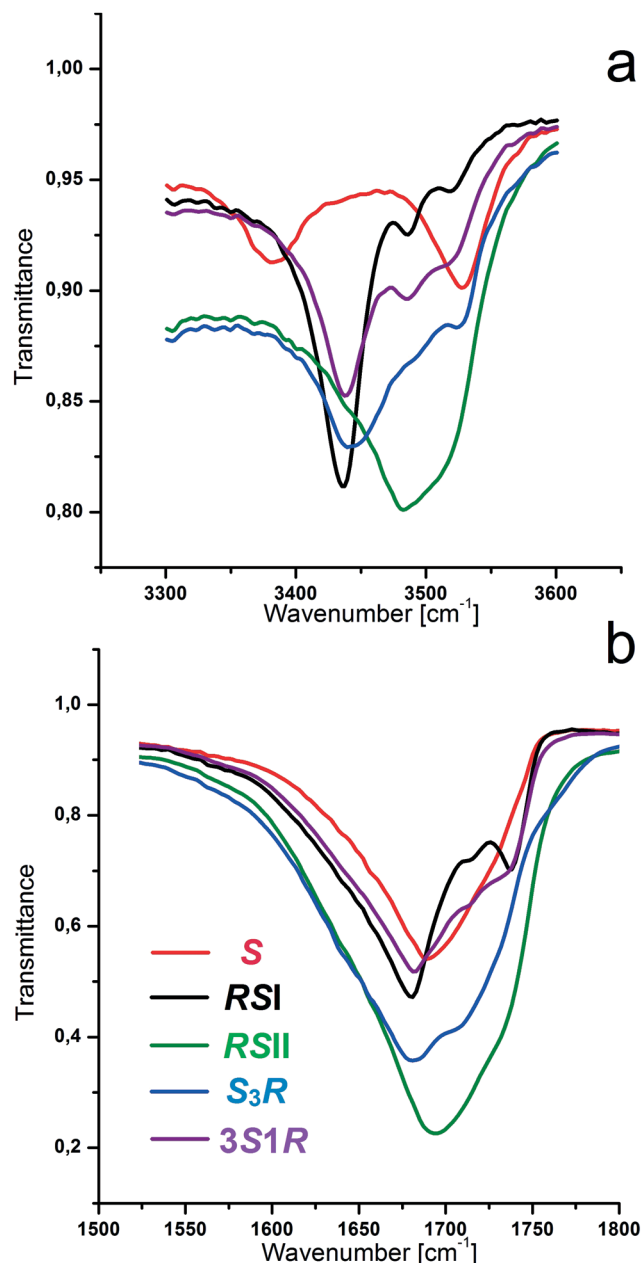 a
1,00
0,95
0,90
0,85
0,80
Transmittance
3300 3400 3500 3600
Wavenumber [cm⁻¹]
b
1,0
0,8
0,6
0,4
0,2
Transmittance
S
RSI
RSII
S₃R
3S1R
1500 1550 1600 1650 1700 1750 1800
Wavenumber [cm⁻¹]